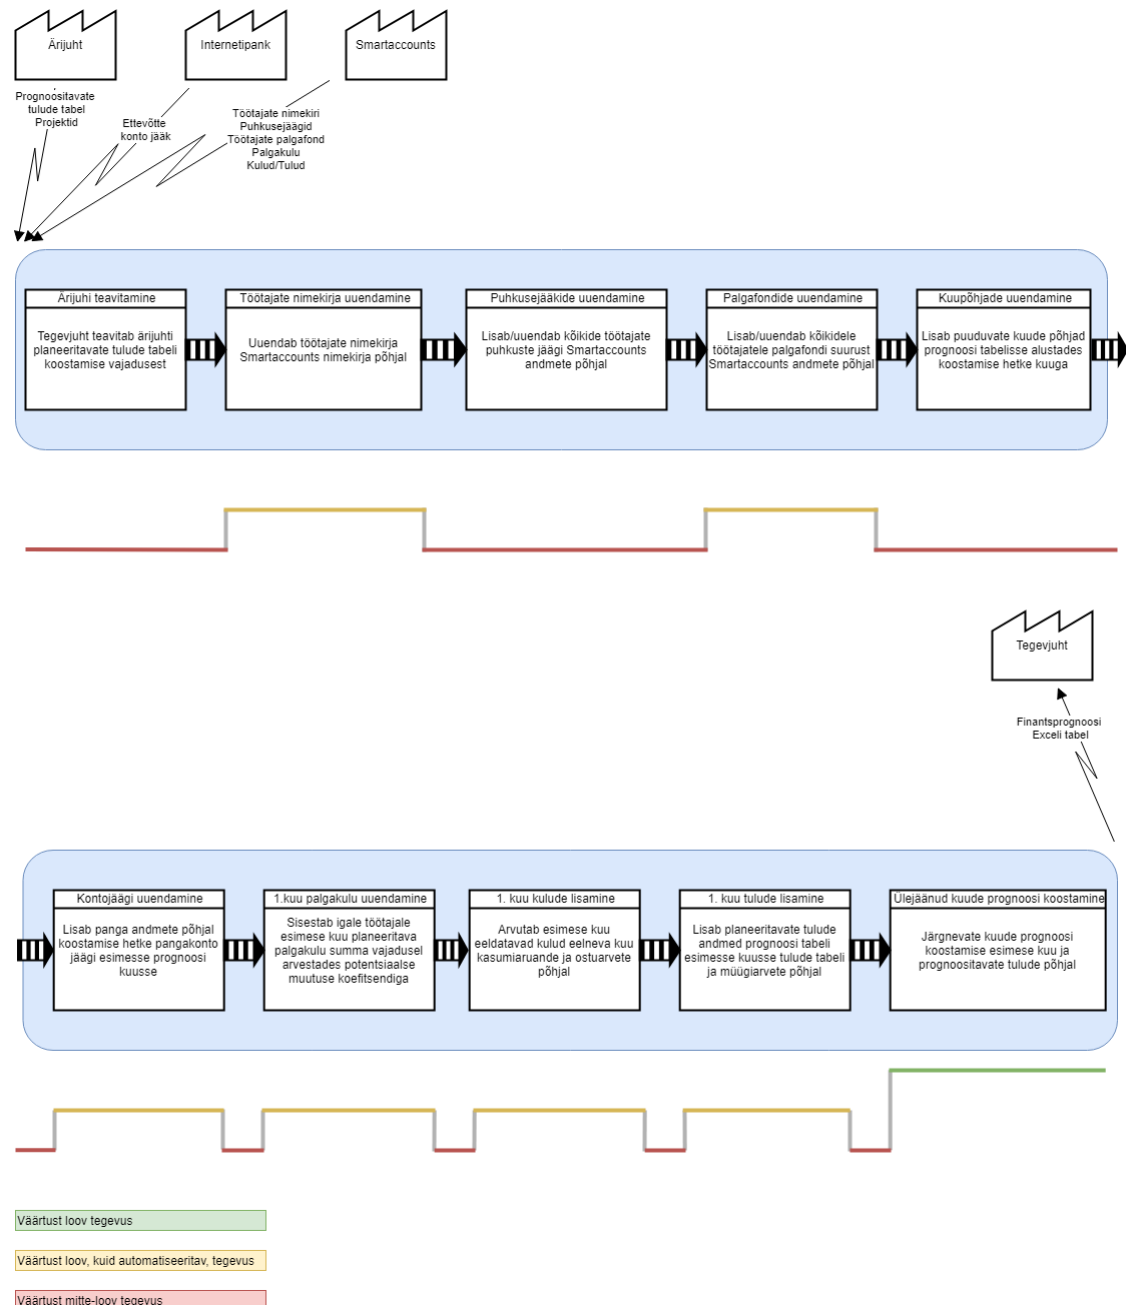 Ärijuht
Internetipank
Smartaccounts
Prognoositavate
tulude tabel
Projektid
Ettevõtte
konto jääk
Töötajate nimekiri
Puhkusejäägid
Töötajate palgafond
Palgakulu
Kulud/Tulud
Ärijuhi teavitamine
Tegevjuht teavitab ärijuhti
planeeritavate tulude tabeli
koostamise vajadusest
Töötajate nimekirja uuendamine
Uuendab töötajate nimekirja
Smartaccounts nimekirja põhjal
Puhkusejääkide uuendamine
Lisab/uuendab kõikide töötajate
puhkuste jäägi Smartaccounts
andmete põhjal
Palgafondide uuendamine
Lisab/uuendab kõikidele
töötajatele palgafondi suurust
Smartaccounts andmete põhjal
Kuupõhjade uuendamine
Lisab puuduvate kuude põhjad
prognoosi tabelisse alustades
koostamise hetke kuuga
Tegevjuht
Finantsprognoosi
Exceli tabel
Kontojäägi uuendamine
Lisab panga andmete põhjal
koostamise hetke pangakonto
jäägi esimesse prognoosi
kuusse
1.kuu palgakulu uuendamine
Sisestab igale töötajale
esimese kuu planeeritava
palgakulu summa vajadusel
arvestades potentsiaalse
muutuse koefitsendiga
1. kuu kulude lisamine
Arvutab esimese kuu
eeldatavad kulud eelneva kuu
kasumiaruande ja ostuarvete
põhjal
1. kuu tulude lisamine
Lisab planeeritavate tulude
andmed prognoosi tabeli
esimesse kuusse tulude tabeli
ja müügiarvete põhjal
Ülejäänud kuude prognoosi koostamine
Järgnevate kuude prognoosi
koostamise esimese kuu ja
prognoositavate tulude põhjal
Väärtust loov tegevus
Väärtust loov, kuid automatiseeritav, tegevus
Väärtust mitte-loov tegevus